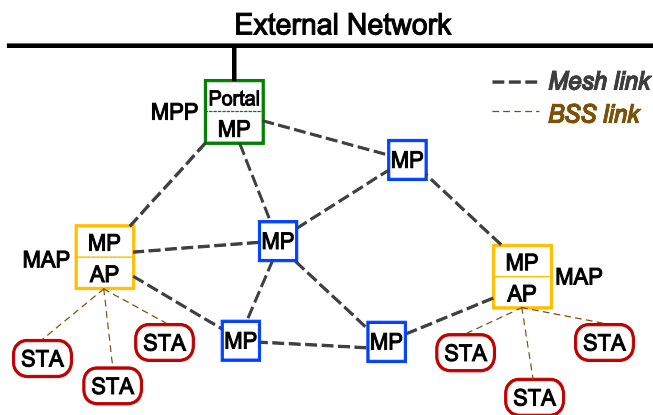 External Network
Mesh link
BSS link
MPP
Portal
MP
MP
MAP
MP
AP
MP
MP
AP
MAP
MP
MP
STA
STA
STA
STA
STA
STA